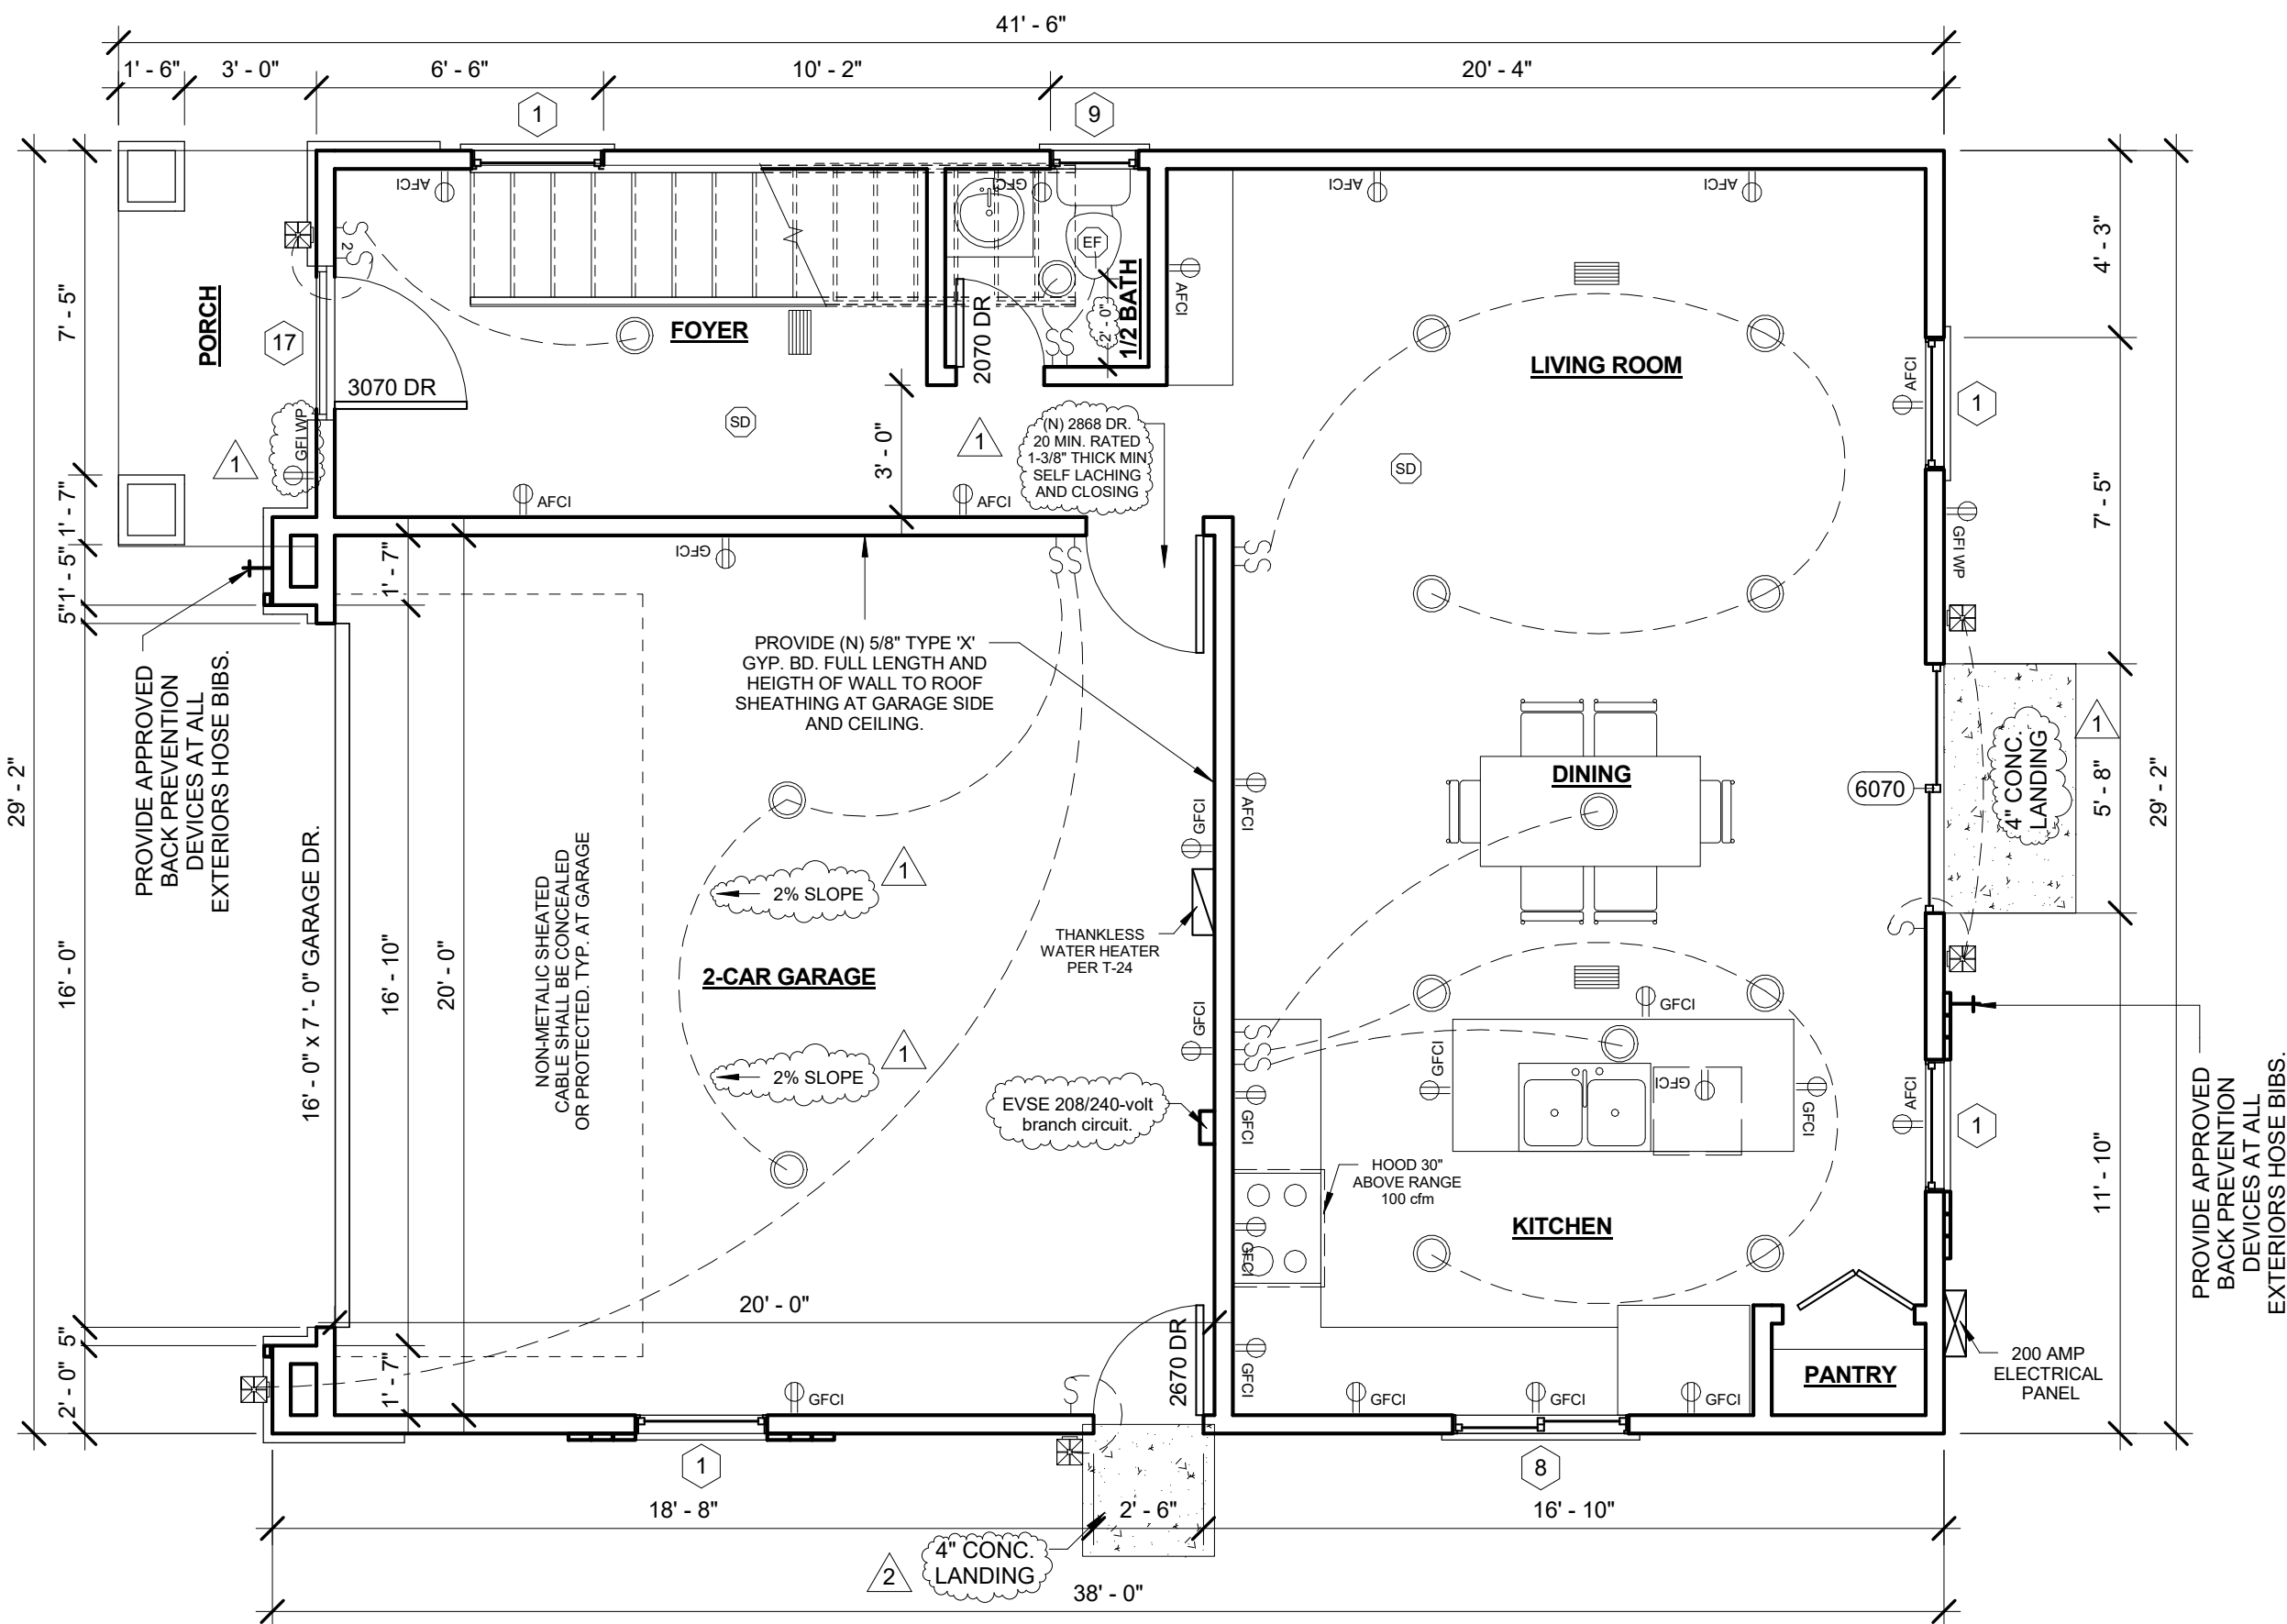 41' - 6"
1' - 6"
3' - 0"
6' - 6"
10' - 2"
20' - 4"
1
9
AFCI
GFCI
AFCI
AFCI
2
EF
1/2 BATH
2' - 0"
AFCI
4' - 3"
7' - 5"
PORCH
17
FOYER
2070 DR
LIVING ROOM
3070 DR
AFCI
1
GFI WP
1
SD
3' - 0"
1
(N) 2868 DR.
20 MIN. RATED
1-3/8" THICK MIN
SELF LACHING
AND CLOSING
SD
1' - 7"
AFCI
AFCI
7' - 5"
GFI WP
1' - 5"
5"
1' - 7"
GFCI
PROVIDE APPROVED
BACK PREVENTION
DEVICES AT ALL
EXTERIORS HOSE BIBS.
PROVIDE (N) 5/8" TYPE 'X'
GYP. BD. FULL LENGTH AND
HEIGTH OF WALL TO ROOF
SHEATHING AT GARAGE SIDE
AND CEILING.
29' - 2"
DINING
6070
4" CONC.
LANDING
1
5' - 8"
29' - 2"
GFCI
AFCI
16' - 0" x 7 ' - 0" GARAGE DR.
NON-METALIC SHEATED
CABLE SHALL BE CONCEALED
OR PROTECTED. TYP. AT GARAGE
2% SLOPE
1
16' - 0"
16' - 10"
20' - 0"
THANKLESS
WATER HEATER
PER T-24
2-CAR GARAGE
GFCI
GFCI
2% SLOPE
1
GFCI
GFCI
GFCI
AFCI
1
EVSE 208/240-volt
branch circuit.
GFCI
PROVIDE APPROVED
BACK PREVENTION
DEVICES AT ALL
EXTERIORS HOSE BIBS.
HOOD 30"
ABOVE RANGE
100 cfm
11' - 10"
KITCHEN
GFCI
20' - 0"
5"
2' - 0"
1' - 7"
2670 DR
GFCI
PANTRY
200 AMP
ELECTRICAL
PANEL
GFCI
GFCI
GFCI
GFCI
1
8
18' - 8"
2' - 6"
16' - 10"
2
4" CONC.
LANDING
38' - 0"